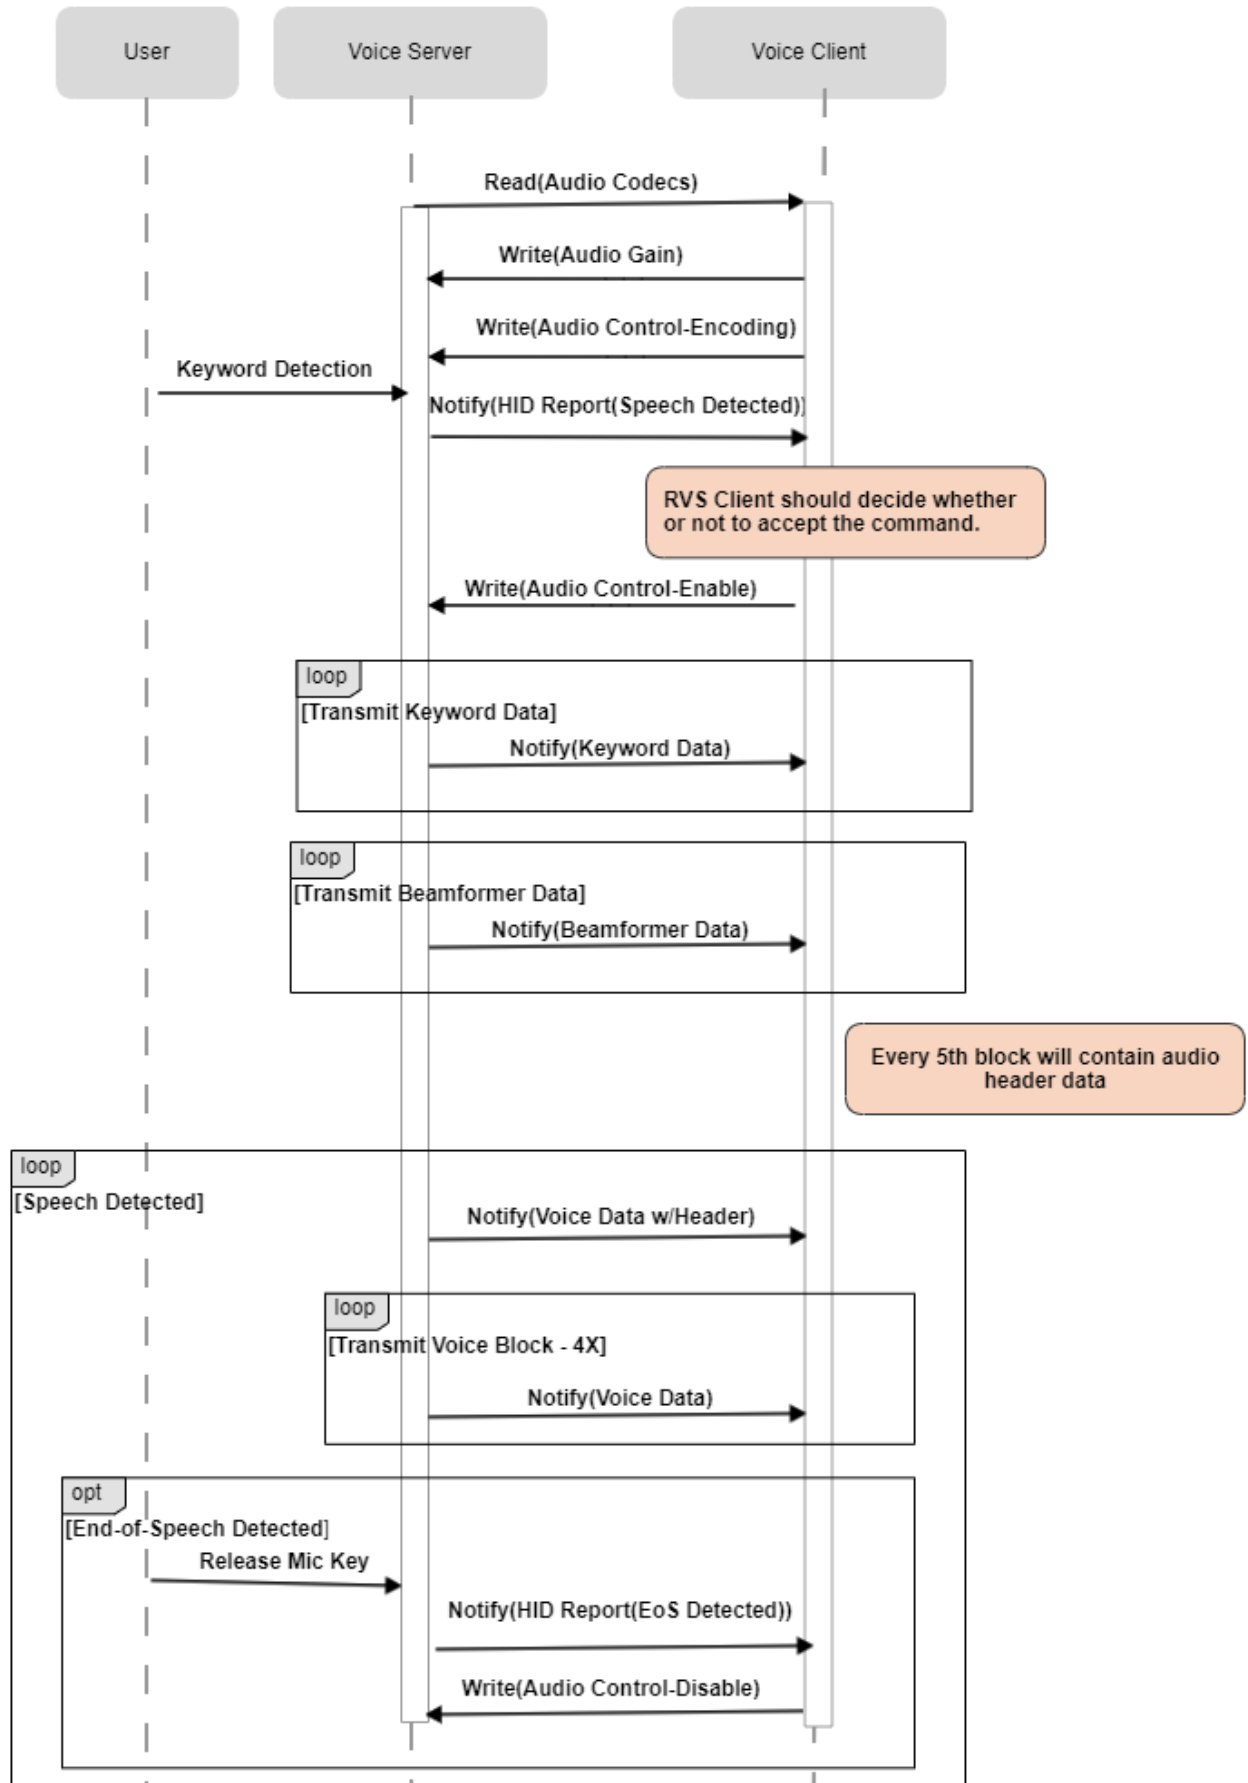 User
Voice Server
Voice Client
Read(Audio Codecs)
Write(Audio Gain)
Write(Audio Control-Encoding)
Keyword Detection
Notify(HID Report(Speech Detected))
RVS Client should decide whether
or not to accept the command.
Write(Audio Control-Enable)
loop
[Transmit Keyword Data]
Notify(Keyword Data)
loop
[Transmit Beamformer Data]
Notify(Beamformer Data)
Every 5th block will contain audio
header data
loop
[Speech Detected]
Notify(Voice Data w/Header)
loop
[Transmit Voice Block - 4X]
Notify(Voice Data)
opt
[End-of-Speech Detected]
Release Mic Key
Notify(HID Report(EoS Detected))
Write(Audio Control-Disable)